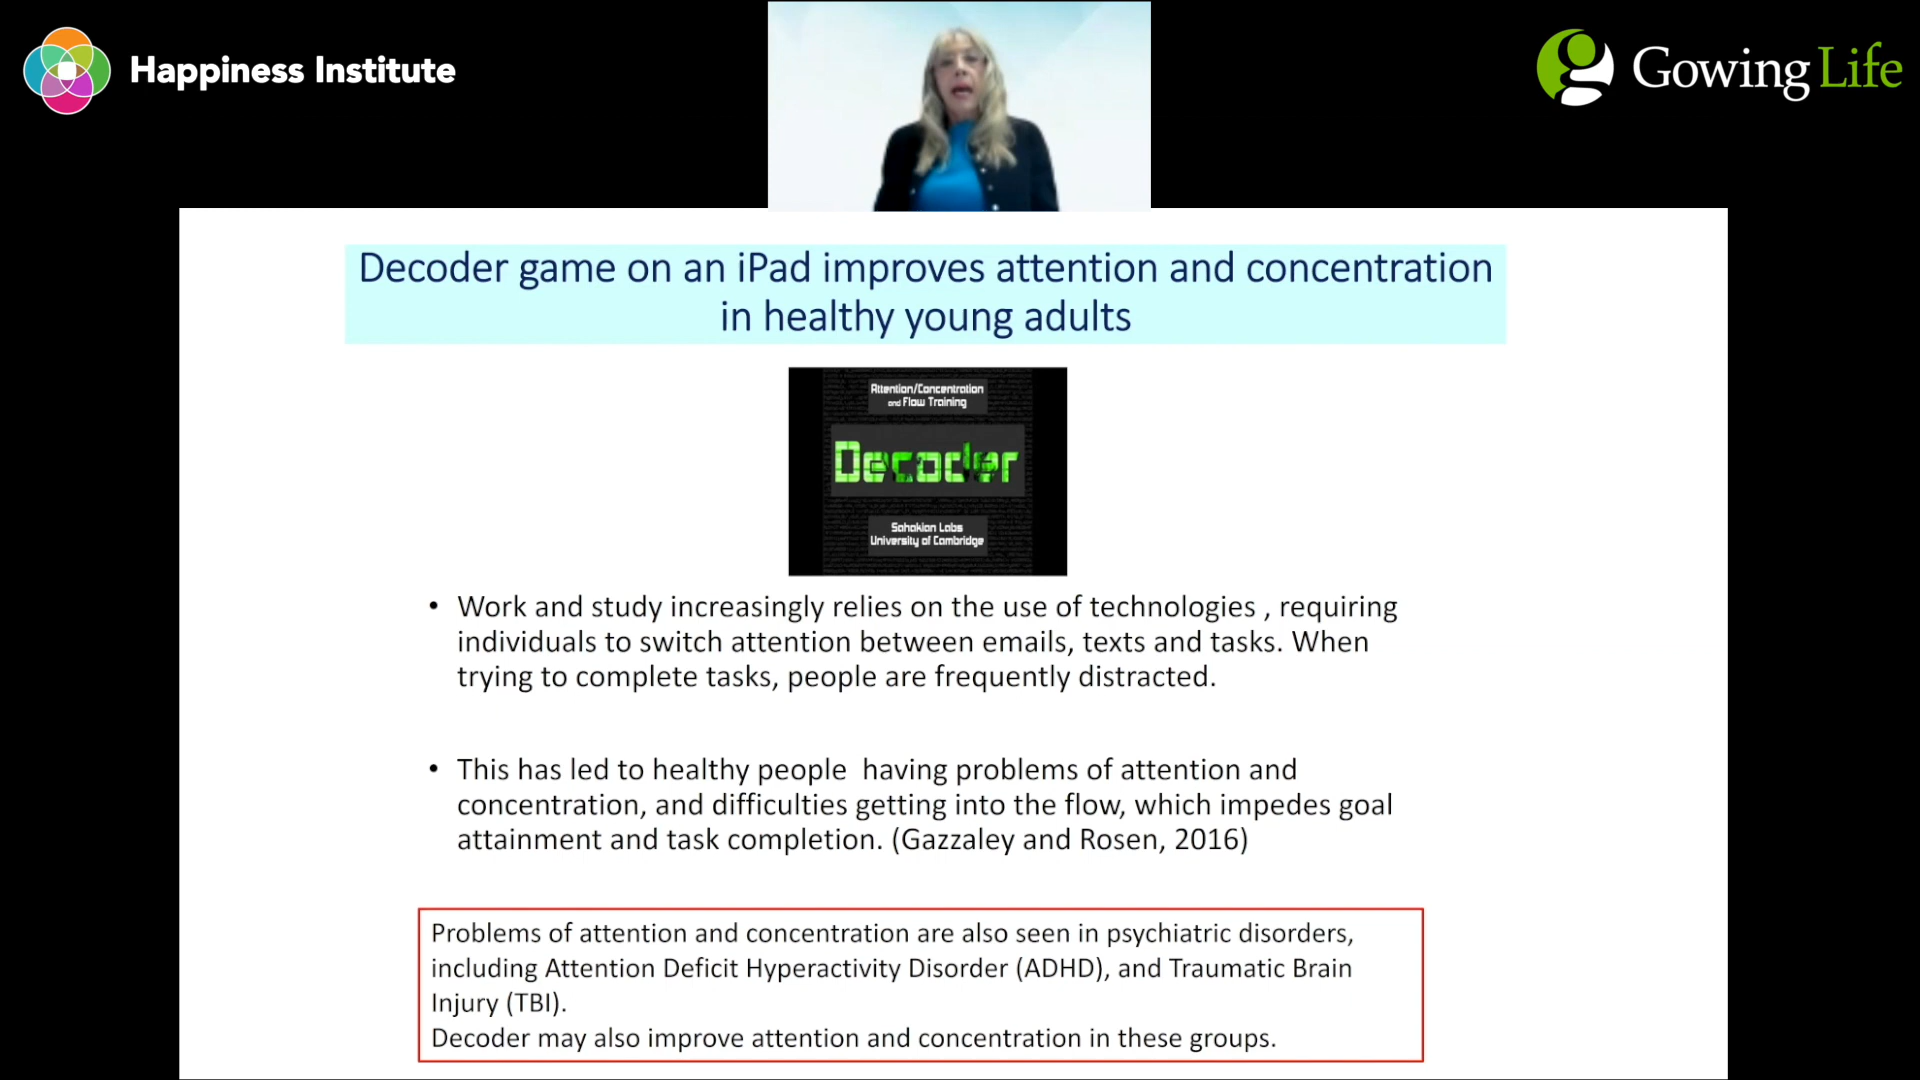 Happiness Institute
Gowing Life
Decoder game on an iPad improves attention and concentration
in healthy young adults
Attention/Concentration
and Flow Training
Decoder
Sahakian Labs
University of Cambridge
• Work and study increasingly relies on the use of technologies , requiring
individuals to switch attention between emails, texts and tasks. When
trying to complete tasks, people are frequently distracted.
• This has led to healthy people  having problems of attention and
concentration, and difficulties getting into the flow, which impedes goal
attainment and task completion. (Gazzaley and Rosen, 2016)
Problems of attention and concentration are also seen in psychiatric disorders,
including Attention Deficit Hyperactivity Disorder (ADHD), and Traumatic Brain
Injury (TBI).
Decoder may also improve attention and concentration in these groups.